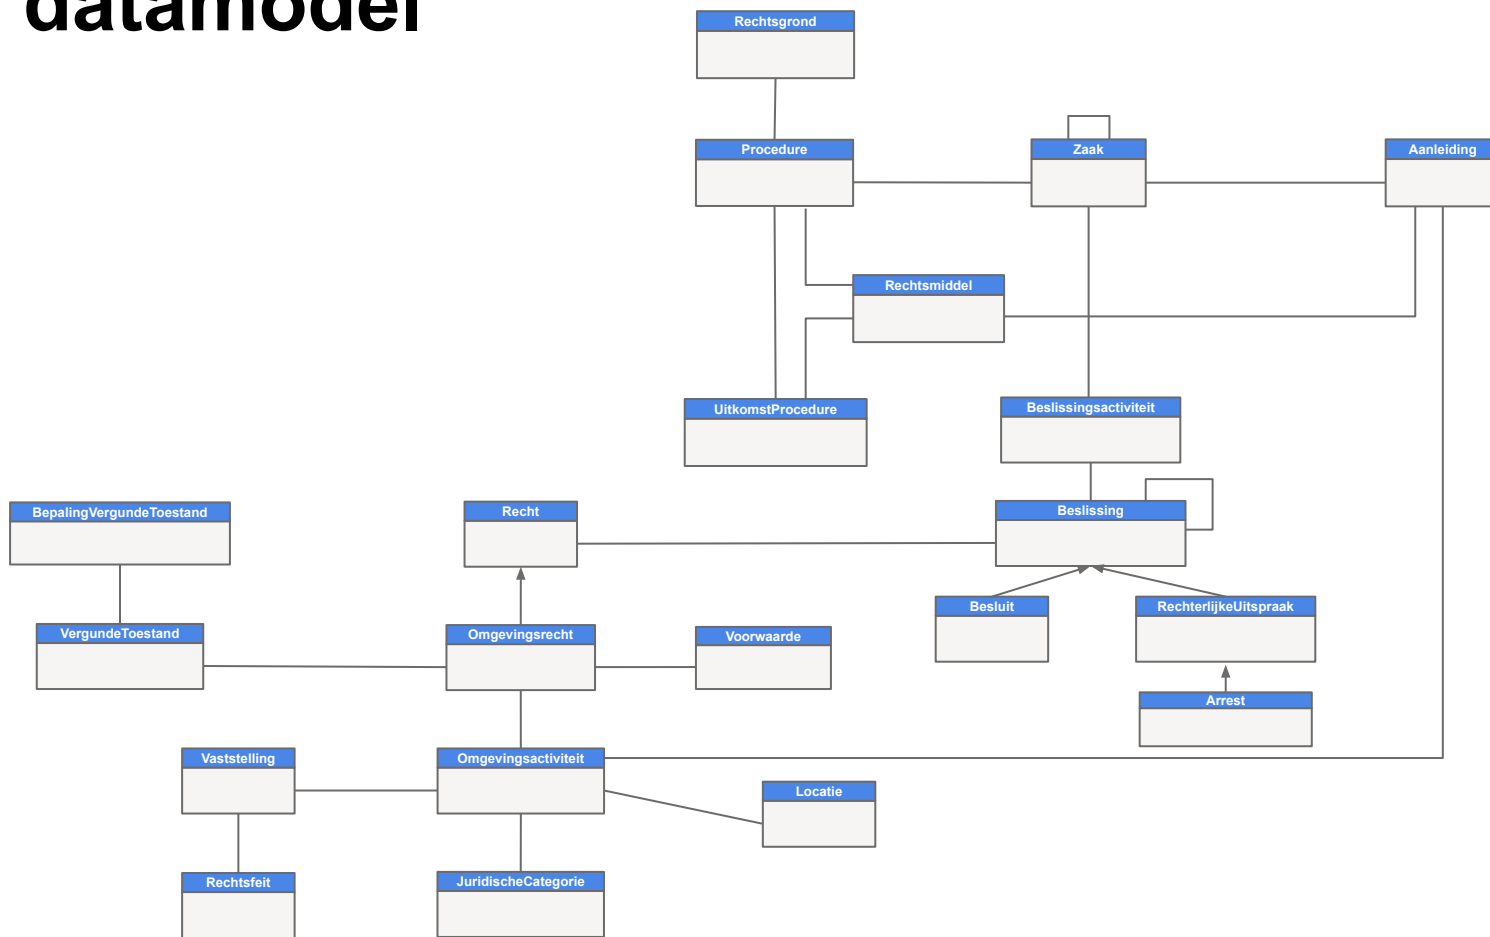 datamodel
Rechtsgrond
Procedure
Zaak
Aanleiding
Rechtsmiddel
UitkomstProcedure
Beslissingsactiviteit
BepalingVergundeToestand
Recht
Beslissing
Besluit
RechterlijkeUitspraak
VergundeToestand
Omgevingsrecht
Voorwaarde
Arrest
Vaststelling
Omgevingsactiviteit
Locatie
Rechtsfeit
JuridischeCategorie